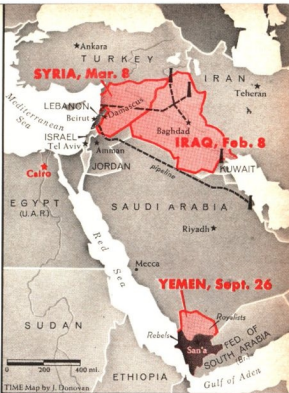 ★Ankara
TURKEY
SYRIA, Mar. 8
IRAN
Teheran
Mediterranean
Sea
LEBANON
Beirut
Damascus
Baghdad
IRAQ, Feb. 8
ISRAEL
Tel Aviv
Amman
JORDAN
KUWAIT
Cairo
pipeline
EGYPT
(U.A.R.)
SAUDI ARABIA
Riyadh★
Red
Sea
Mecca
YEMEN, Sept. 26
SUDAN
Royalists
Rebels
San'a
FED. OF
SOUTH ARABIA
(Br.)
0 200 400 mi.
ETHIOPIA
Gulf of Aden
TIME Map by J. Donovan